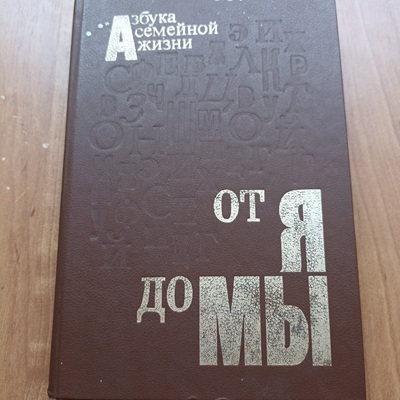 Азбука
семейной
жизни
от Я
до МЫ